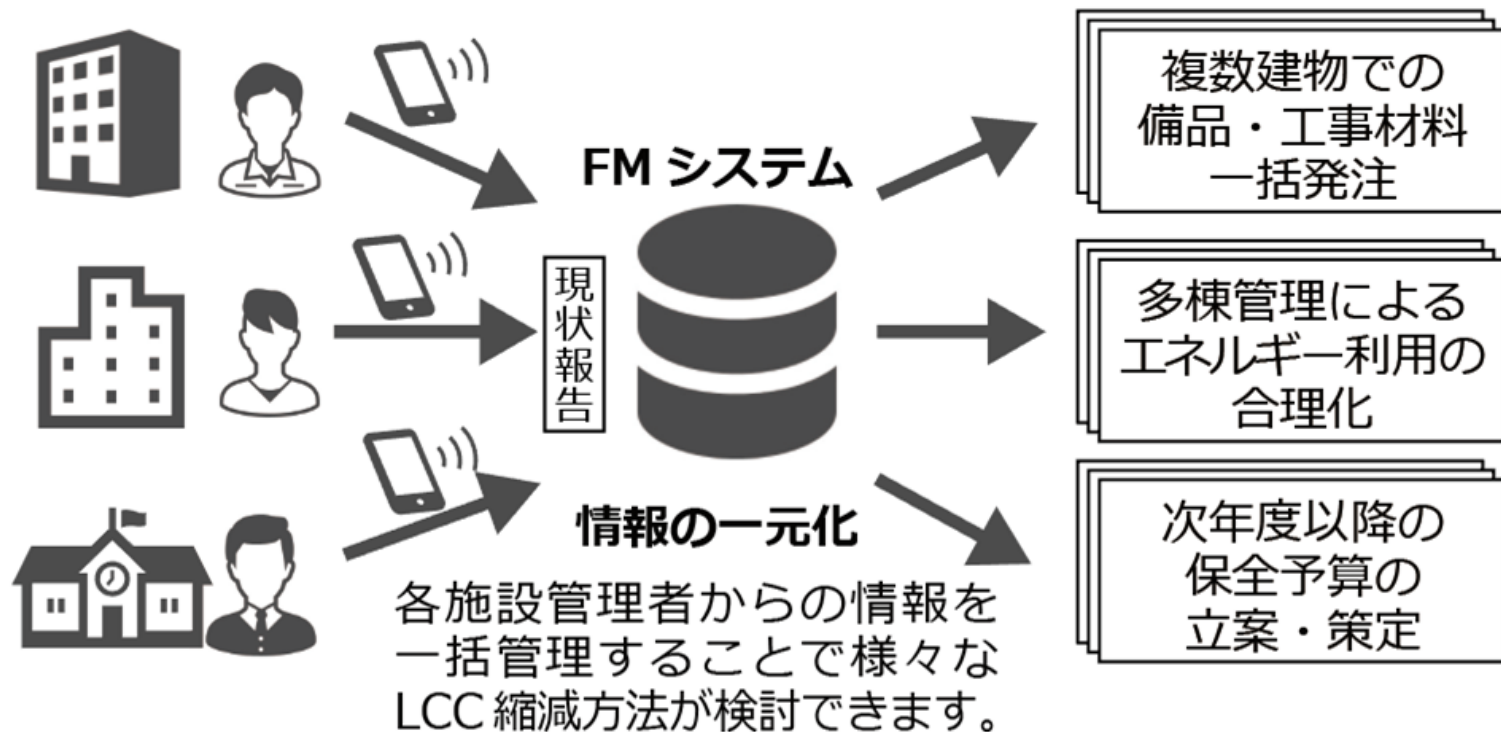 FM システム
現状報告
情報の一元化
各施設管理者からの情報を
一括管理することで様々な
LCC 縮減方法が検討できます。
複数建物での
備品・工事材料
一括発注
多棟管理による
エネルギー利用の
合理化
次年度以降の
保全予算の
立案・策定